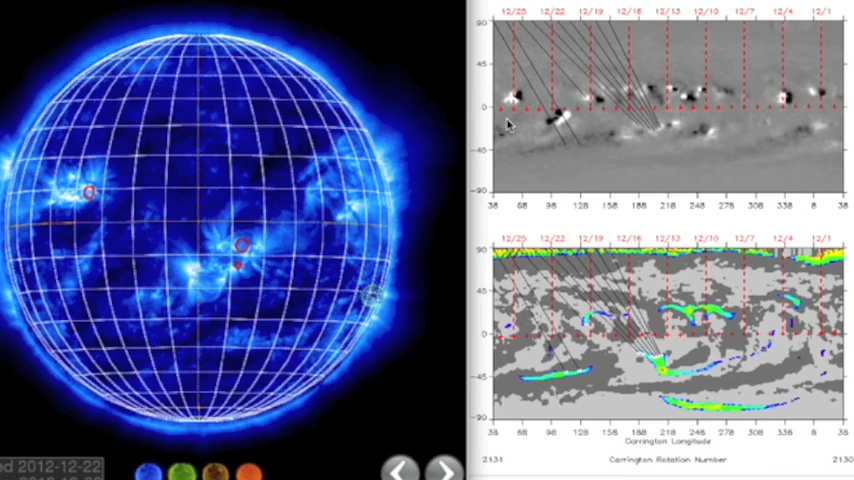 12/25 12/22 12/19 12/16 12/13 12/10 12/7 12/4 12/1
90
45
0
-45
-90
38 68 98 128 158 188 218 248 278 308 338 8 38
12/25 12/22 12/19 12/16 12/13 12/10 12/7 12/4 12/1
90
45
0
-45
-90
38 68 98 128 158 188 218 248 278 308 338 8 38
Carrington Longitude
2131 Carrington Rotation Number 2130
ed 2012-12-22